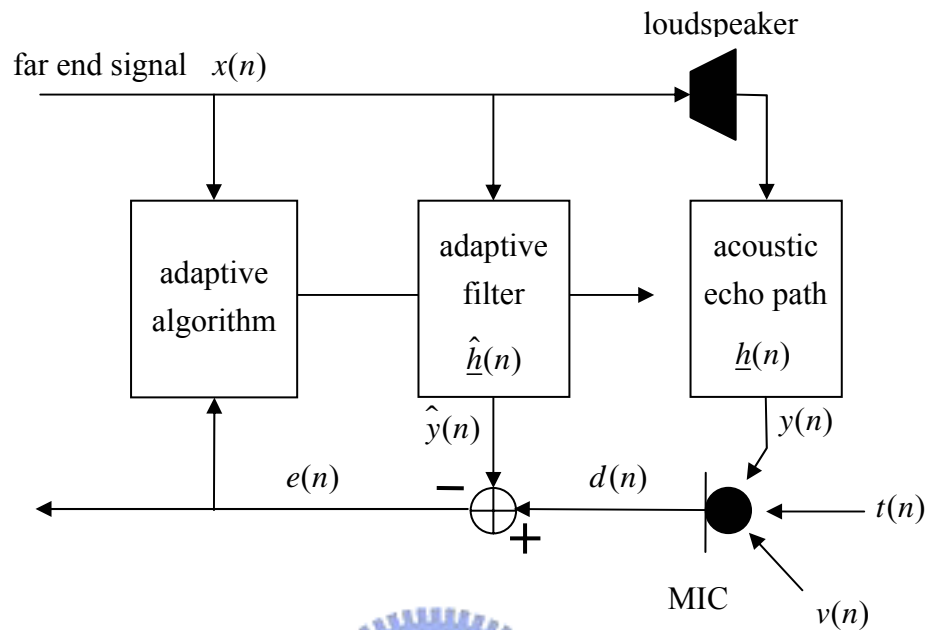 loudspeaker
far end signal x(n)
adaptive
algorithm
adaptive
filter
ĥ(n)
acoustic
echo path
h(n)
ŷ(n)
y(n)
e(n)
−
d(n)
+
t(n)
MIC
v(n)